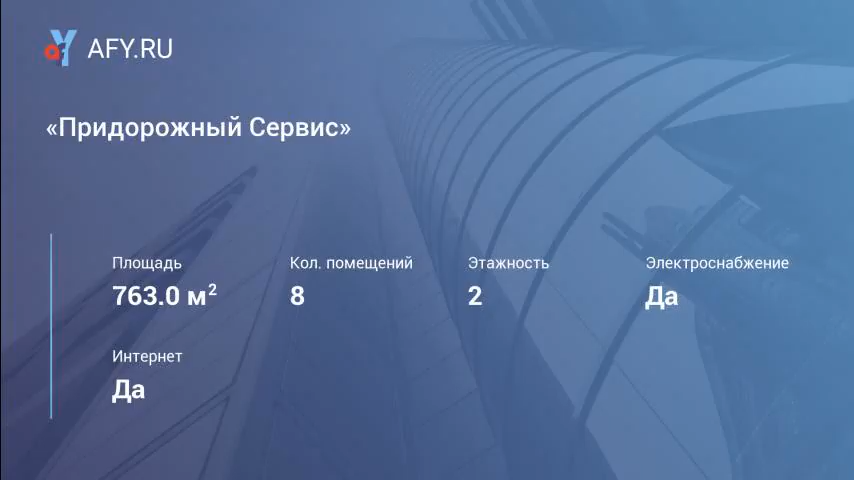 AFY.RU
«Придорожный Сервис»
Площадь
763.0 м²
Кол. помещений
8
Этажность
2
Электроснабжение
Да
Интернет
Да